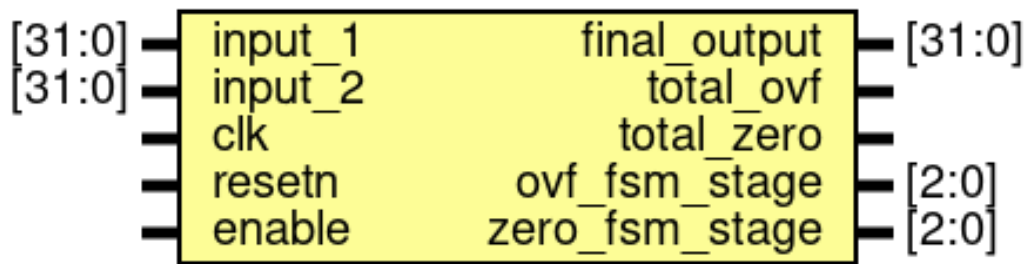 [31:0] input_1 final_output [31:0]
[31:0] input_2 total_ovf
clk total_zero
resetn ovf_fsm_stage [2:0]
enable zero_fsm_stage [2:0]